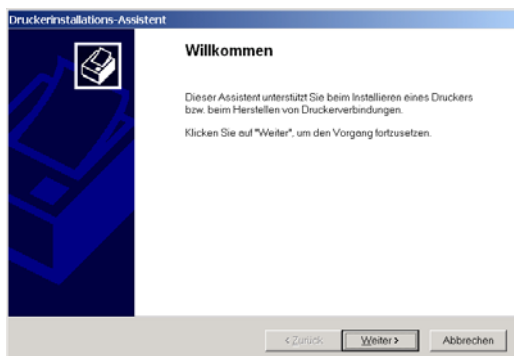 Druckerinstallations-Assistent
Willkommen
Dieser Assistent unterstützt Sie beim Installieren eines Druckers
bzw. beim Herstellen von Druckerverbindungen.
Klicken Sie auf "Weiter", um den Vorgang fortzusetzen.
< Zurück Weiter > Abbrechen